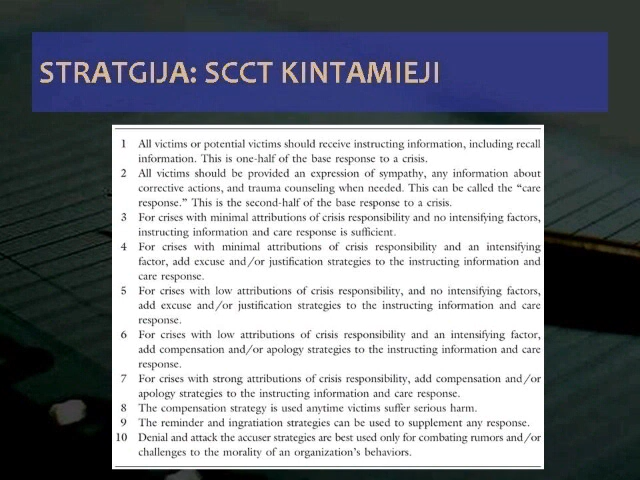 STRATGIJA: SCCT KINTAMIEJI
1 All victims or potential victims should receive instructing information, including recall
information. This is one-half of the base response to a crisis.
2 All victims should be provided an expression of sympathy, any information about
corrective actions, and trauma counseling when needed. This can be called the “care
response.” This is the second-half of the base response to a crisis.
3 For crises with minimal attributions of crisis responsibility and no intensifying factors,
instructing information and care response is sufficient.
4 For crises with minimal attributions of crisis responsibility and an intensifying
factor, add excuse and/or justification strategies to the instructing information and
care response.
5 For crises with low attributions of crisis responsibility, and no intensifying factors,
add excuse and/or justification strategies to the instructing information and care
response.
6 For crises with low attributions of crisis responsibility and an intensifying factor,
add compensation and/or apology strategies to the instructing information and care
response.
7 For crises with strong attributions of crisis responsibility, add compensation and/or
apology strategies to the instructing information and care response.
8 The compensation strategy is used anytime victims suffer serious harm.
9 The reminder and ingratiation strategies can be used to supplement any response.
10 Denial and attack the accuser strategies are best used only for combating rumors and/or
challenges to the morality of an organization’s behaviors.